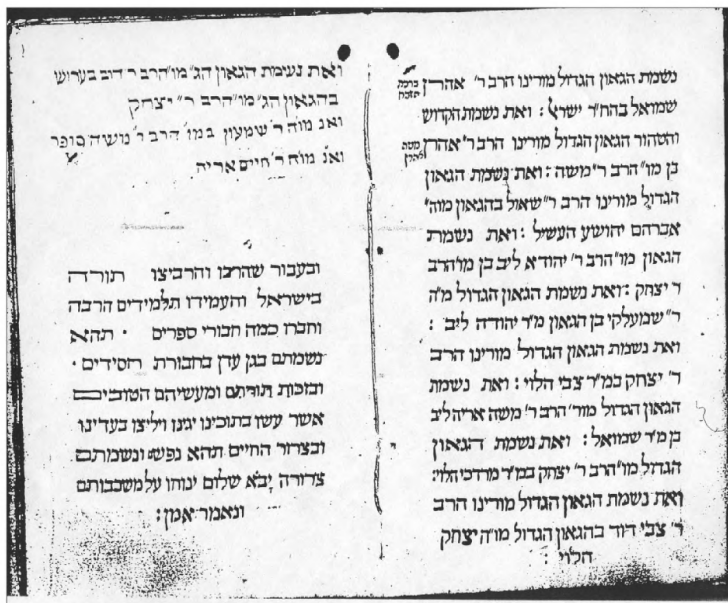 נשמת הגאון הגדול מורינו הרב ר' אהרן
שמואל בהח"ר ישראל : ואת נשמת הקדוש
והטהור הגאון הגדול מורינו הרב ר' אהרן
בן מו"הרב ר' משה : ואת נשמת הגאון
הגדול מורינו הרב ר' שאול בהגאון מוה'
אברהם יהושע העשיל : ואת נשמת
הגאון מו"הרב ר' יהודא ליב בן מו'הרב
ר יצחק : ואת נשמת הגאון הגדול מ"ה
ר' שמעלקי בן הגאון מ"ר יהודה ליב :
ואת נשמת הגאון הגדול מורינו הרב
ר' יצחק במ"ר צבי הלוי : ואת נשמת
הגאון הגדול מור' הרב ר' משה אריה ליב
בן מ"ר שמואל : ואת נשמת הגאון
הגדול מו"הרב ר' יצחק במ"ר מרדכי הלוי :
ואת נשמת הגאון הגדול מורינו הרב
ר' צבי דוד בהגאון הגדול מו"ה יצחק
הלוי :
ואת נעימת הגאון הג' מו"הרב ר דוב בערוש
בהגאון הג' מו"הרב ר" יצחק
ואנ מוה ר שמעון במו' הרב ר' משה סופר
ואנ מוה ר חיים אריה
ובעבור שהרבו והרביצו תורה
בישראל והעמידו תלמידים הרבה
וחברו כמה חבורי ספרים . תהא
נשמתם בגן עדן בחבורת חסידים .
ובזכות תורתם ומעשיהם הטובים
אשר עשו בתוכינו יגינו ויליצו בעדינו
ובצרור החיים תהא נפש ונשמתם
צרורה יבא שלום ינוחו על משכבותם
ונאמר אמן :